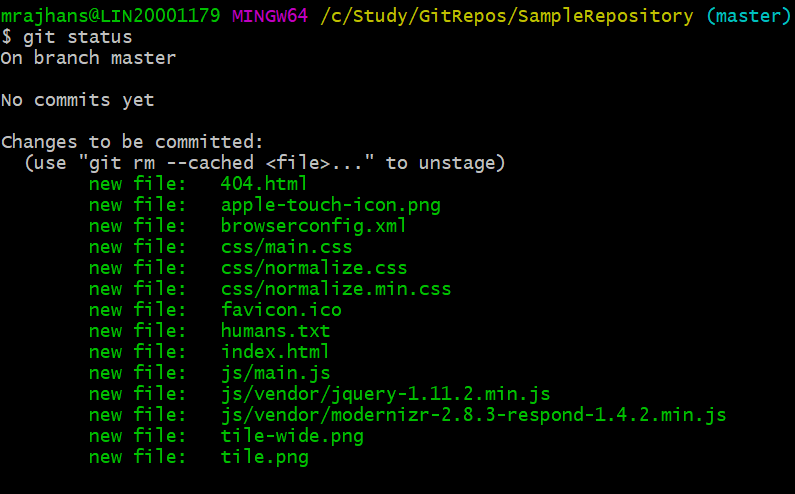 mrajhans@LIN20001179 MINGW64 /c/Study/GitRepos/SampleRepository (master)
$ git status
On branch master
No commits yet
Changes to be committed:
  (use "git rm --cached <file>..." to unstage)
        new file:   404.html
        new file:   apple-touch-icon.png
        new file:   browserconfig.xml
        new file:   css/main.css
        new file:   css/normalize.css
        new file:   css/normalize.min.css
        new file:   favicon.ico
        new file:   humans.txt
        new file:   index.html
        new file:   js/main.js
        new file:   js/vendor/jquery-1.11.2.min.js
        new file:   js/vendor/modernizr-2.8.3-respond-1.4.2.min.js
        new file:   tile-wide.png
        new file:   tile.png